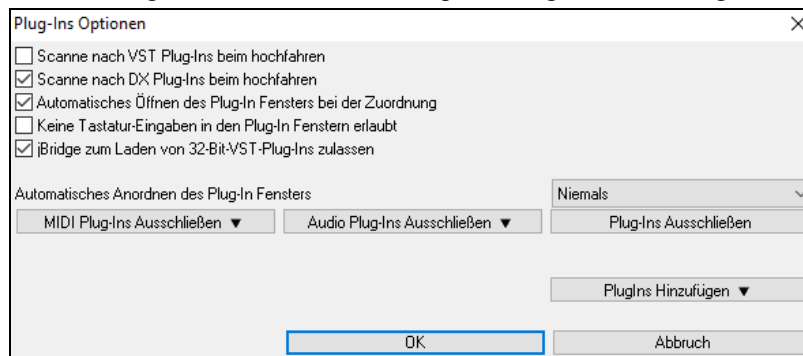 Plug-Ins Optionen
Scanne nach VST Plug-Ins beim hochfahren
Scanne nach DX Plug-Ins beim hochfahren
Automatisches Öffnen des Plug-In Fensters bei der Zuordnung
Keine Tastatur-Eingaben in den Plug-In Fenstern erlaubt
jBridge zum Laden von 32-Bit-VST-Plug-Ins zulassen
Automatisches Anordnen des Plug-In Fensters Niemals
MIDI Plug-Ins Ausschließen ▼ Audio Plug-Ins Ausschließen ▼ Plug-Ins Ausschließen
PlugIns Hinzufügen ▼
OK Abbruch